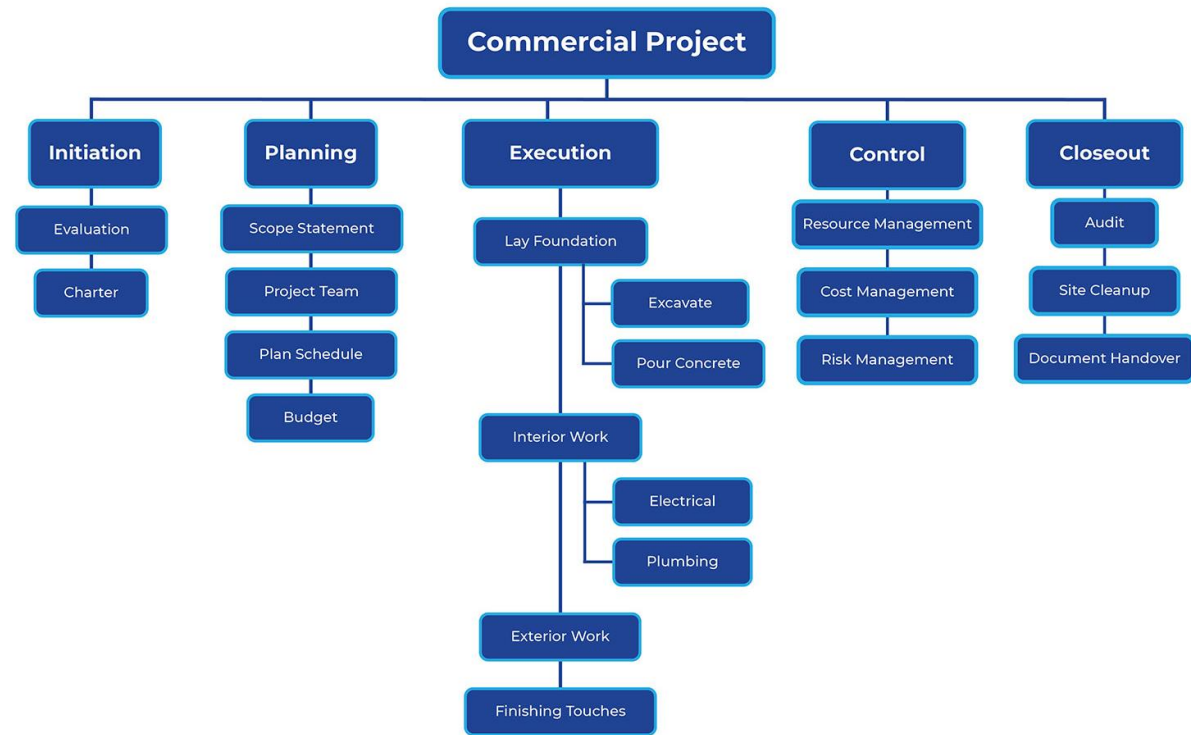 Commercial Project
Initiation
Evaluation
Charter
Planning
Scope Statement
Project Team
Plan Schedule
Budget
Execution
Lay Foundation
Excavate
Pour Concrete
Interior Work
Electrical
Plumbing
Exterior Work
Finishing Touches
Control
Resource Management
Cost Management
Risk Management
Closeout
Audit
Site Cleanup
Document Handover